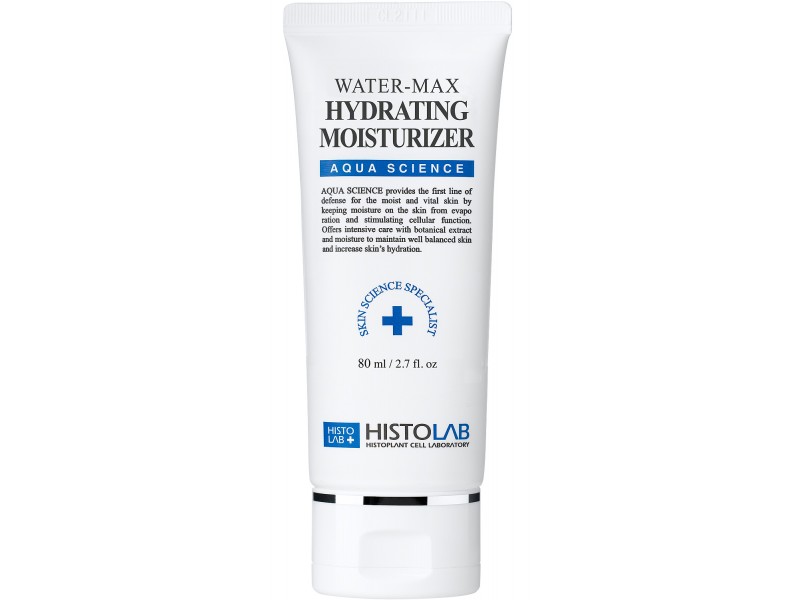 WATER-MAX
HYDRATING
MOISTURIZER
AQUA SCIENCE
AQUA SCIENCE provides the first line of
defense for the moist and vital skin by
keeping moisture on the skin from evapo
ration and stimulating cellular function.
Offers intensive care with botanical extract
and moisture to maintain well balanced skin
and increase skin's hydration.
SKIN SCIENCE SPECIALIST
80 ml / 2.7 fl. oz
HISTO
LAB+
HISTOLAB
HISTOPLANT CELL LABORATORY